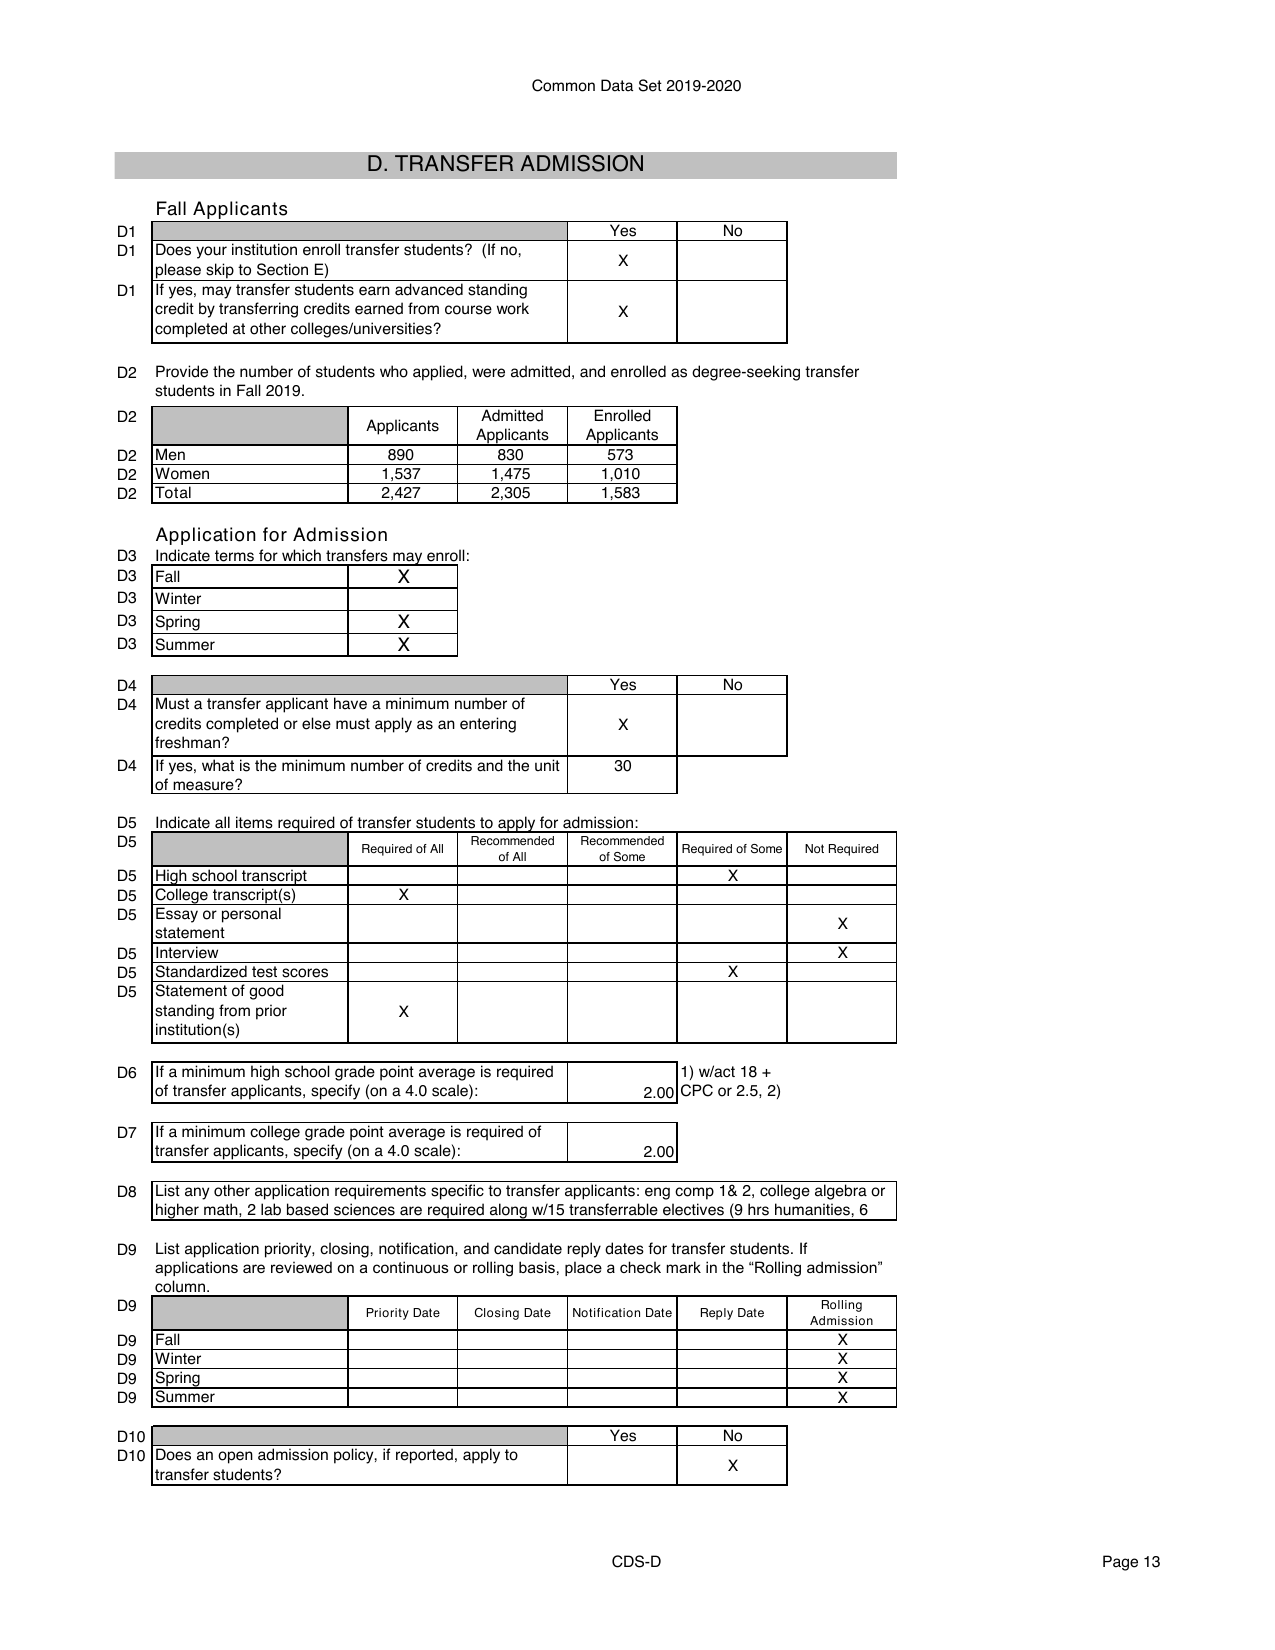 Common Data Set 2019-2020
D. TRANSFER ADMISSION
Fall Applicants
D1 Yes No
D1 Does your institution enroll transfer students?  (If no,
please skip to Section E) X
D1 If yes, may transfer students earn advanced standing
credit by transferring credits earned from course work X
completed at other colleges/universities?
D2 Provide the number of students who applied, were admitted, and enrolled as degree-seeking transfer
students in Fall 2019.
D2 Applicants Admitted Applicants Enrolled Applicants
D2 Men 890 830 573
D2 Women 1,537 1,475 1,010
D2 Total 2,427 2,305 1,583
Application for Admission
D3 Indicate terms for which transfers may enroll:
D3 Fall X
D3 Winter
D3 Spring X
D3 Summer X
D4 Yes No
D4 Must a transfer applicant have a minimum number of
credits completed or else must apply as an entering X
freshman?
D4 If yes, what is the minimum number of credits and the unit 30
of measure?
D5 Indicate all items required of transfer students to apply for admission:
D5 Required of All Recommended of All Recommended of Some Required of Some Not Required
D5 High school transcript X
D5 College transcript(s) X
D5 Essay or personal
statement X
D5 Interview X
D5 Standardized test scores X
D5 Statement of good
standing from prior X
institution(s)
D6 If a minimum high school grade point average is required 1) w/act 18 +
of transfer applicants, specify (on a 4.0 scale): 2.00 CPC or 2.5, 2)
D7 If a minimum college grade point average is required of
transfer applicants, specify (on a 4.0 scale): 2.00
D8 List any other application requirements specific to transfer applicants: eng comp 1& 2, college algebra or
higher math, 2 lab based sciences are required along w/15 transferrable electives (9 hrs humanities, 6
D9 List application priority, closing, notification, and candidate reply dates for transfer students. If
applications are reviewed on a continuous or rolling basis, place a check mark in the “Rolling admission”
column.
D9 Priority Date Closing Date Notification Date Reply Date Rolling Admission
D9 Fall X
D9 Winter X
D9 Spring X
D9 Summer X
D10 Yes No
D10 Does an open admission policy, if reported, apply to
transfer students? X
CDS-D Page 13